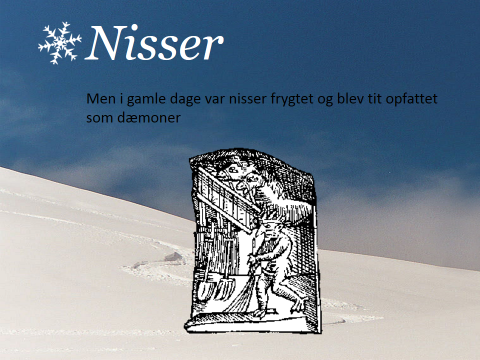 Nisser
Men i gamle dage var nisser frygtet og blev tit opfattet
som dæmoner